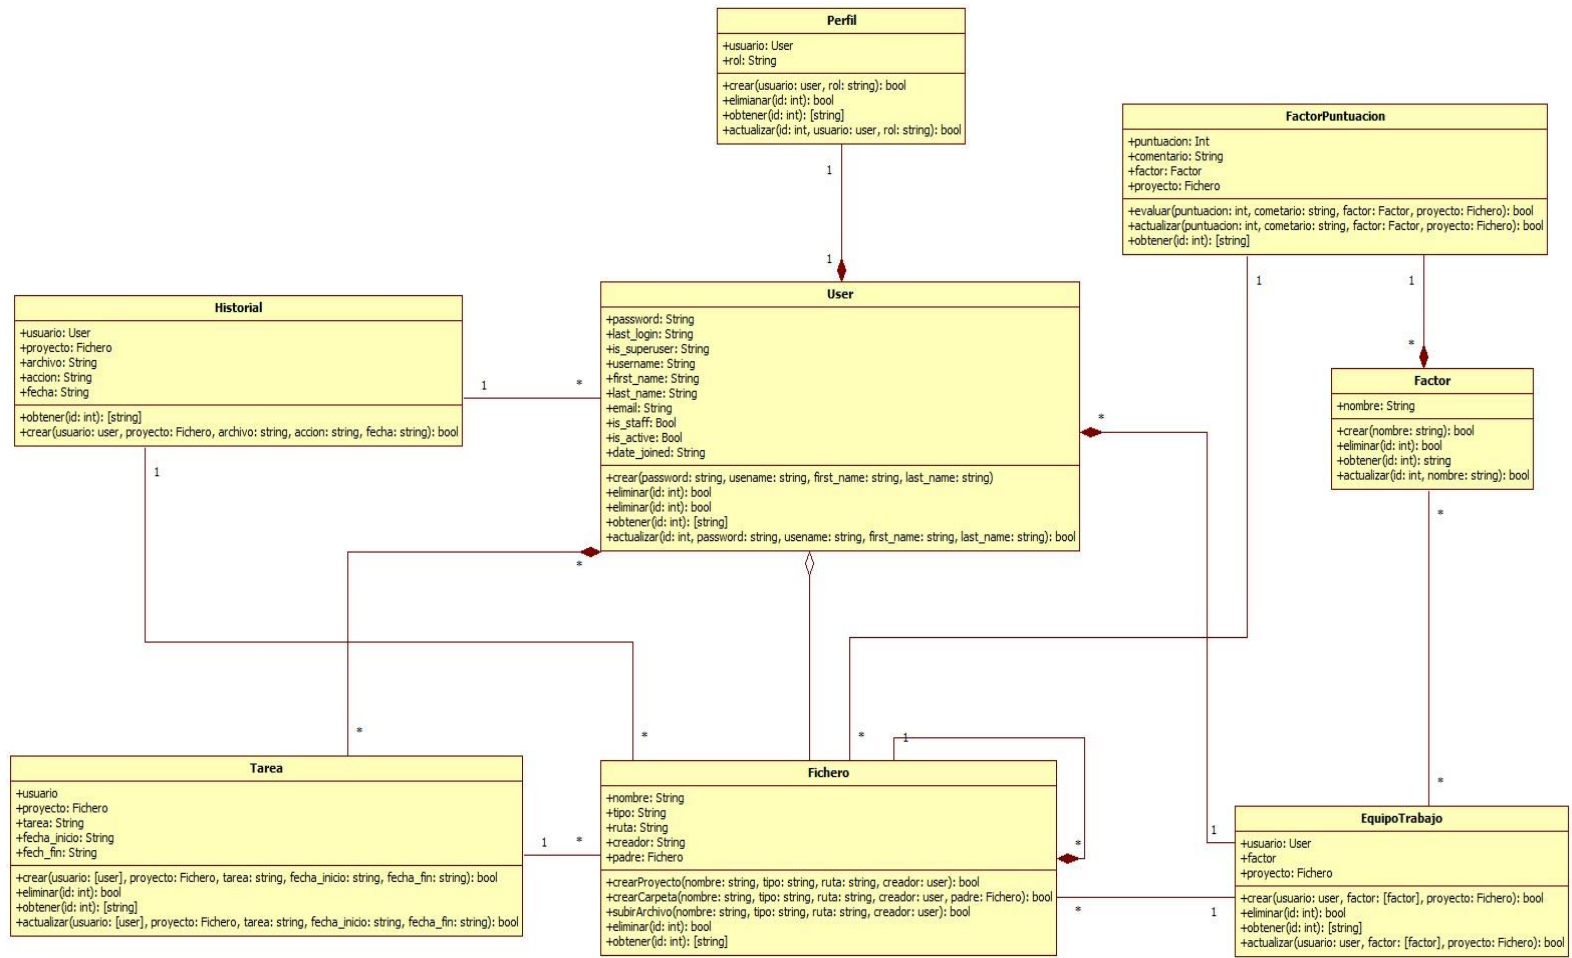 Perfil
+usuario: User
+rol: String
+crear(usuario: user, rol: string): bool
+elimianar(id: int): bool
+obtener(id: int): [string]
+actualizar(id: int, usuario: user, rol: string): bool
1
1
FactorPuntuacion
+puntuacion: Int
+comentario: String
+factor: Factor
+proyecto: Fichero
+evaluar(puntuacion: int, cometario: string, factor: Factor, proyecto: Fichero): bool
+actualizar(puntuacion: int, cometario: string, factor: Factor, proyecto: Fichero): bool
+obtener(id: int): [string]
1
1
*
Historial
+usuario: User
+proyecto: Fichero
+archivo: String
+accion: String
+fecha: String
+obtener(id: int): [string]
+crear(usuario: user, proyecto: Fichero, archivo: string, accion: string, fecha: string): bool
1
*
1
User
+password: String
+last_login: String
+is_superuser: String
+username: String
+first_name: String
+last_name: String
+email: String
+is_staff: Bool
+is_active: Bool
+date_joined: String
+crear(password: string, usename: string, first_name: string, last_name: string)
+eliminar(id: int): bool
+eliminar(id: int): bool
+obtener(id: int): [string]
+actualizar(id: int, password: string, usename: string, first_name: string, last_name: string): bool
*
*
Factor
+nombre: String
+crear(nombre: string): bool
+eliminar(id: int): bool
+obtener(id: int): string
+actualizar(id: int, nombre: string): bool
*
*
*
*
*
1
Tarea
+usuario
+proyecto: Fichero
+tarea: String
+fecha_inicio: String
+fech_fin: String
+crear(usuario: [user], proyecto: Fichero, tarea: string, fecha_inicio: string, fecha_fin: string): bool
+eliminar(id: int): bool
+obtener(id: int): [string]
+actualizar(usuario: [user], proyecto: Fichero, tarea: string, fecha_inicio: string, fecha_fin: string): bool
1
*
Fichero
+nombre: String
+tipo: String
+ruta: String
+creador: String
+padre: Fichero
+crearProyecto(nombre: string, tipo: string, ruta: string, creador: user): bool
+crearCarpeta(nombre: string, tipo: string, ruta: string, creador: user, padre: Fichero): bool
+subirArchivo(nombre: string, tipo: string, ruta: string, creador: user): bool
+eliminar(id: int): bool
+obtener(id: int): [string]
*
*
1
1
EquipoTrabajo
+usuario: User
+factor
+proyecto: Fichero
+crear(usuario: user, factor: [factor], proyecto: Fichero): bool
+eliminar(id: int): bool
+obtener(id: int): [string]
+actualizar(usuario: user, factor: [factor], proyecto: Fichero): bool